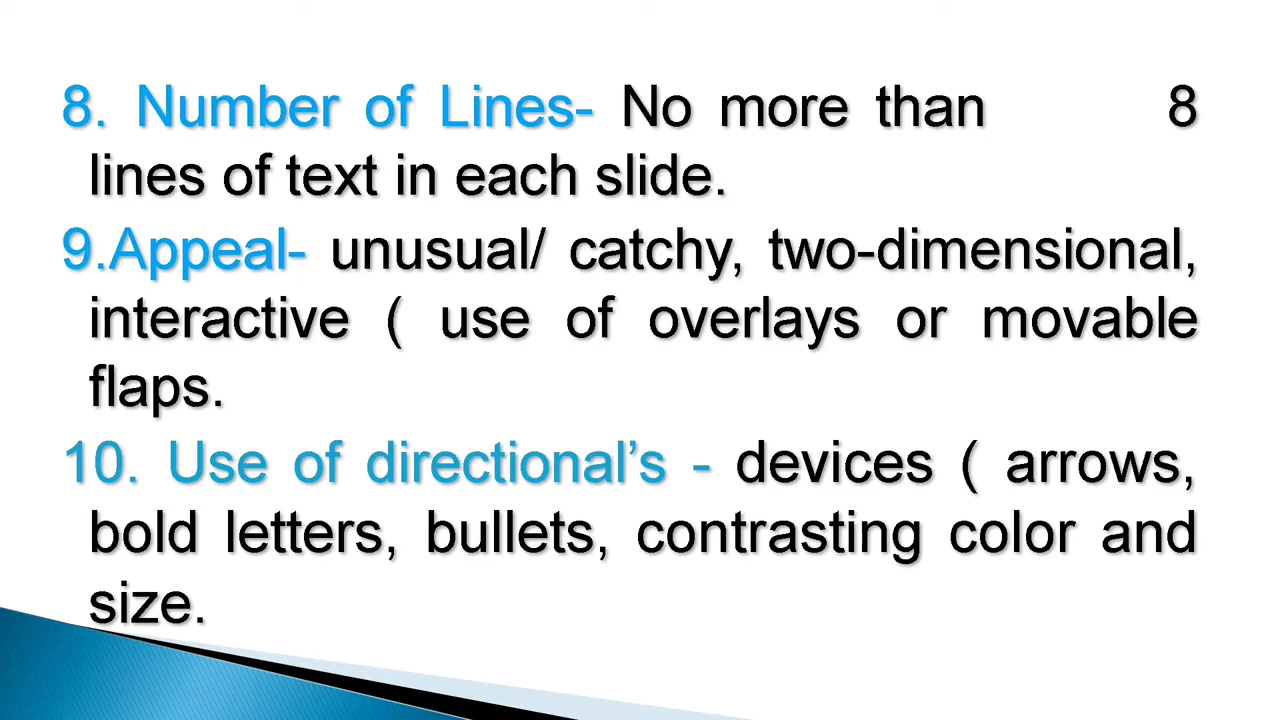 8. Number of Lines- No more than 8
lines of text in each slide.
9.Appeal- unusual/ catchy, two-dimensional,
interactive ( use of overlays or movable
flaps.
10. Use of directional’s - devices ( arrows,
bold letters, bullets, contrasting color and
size.